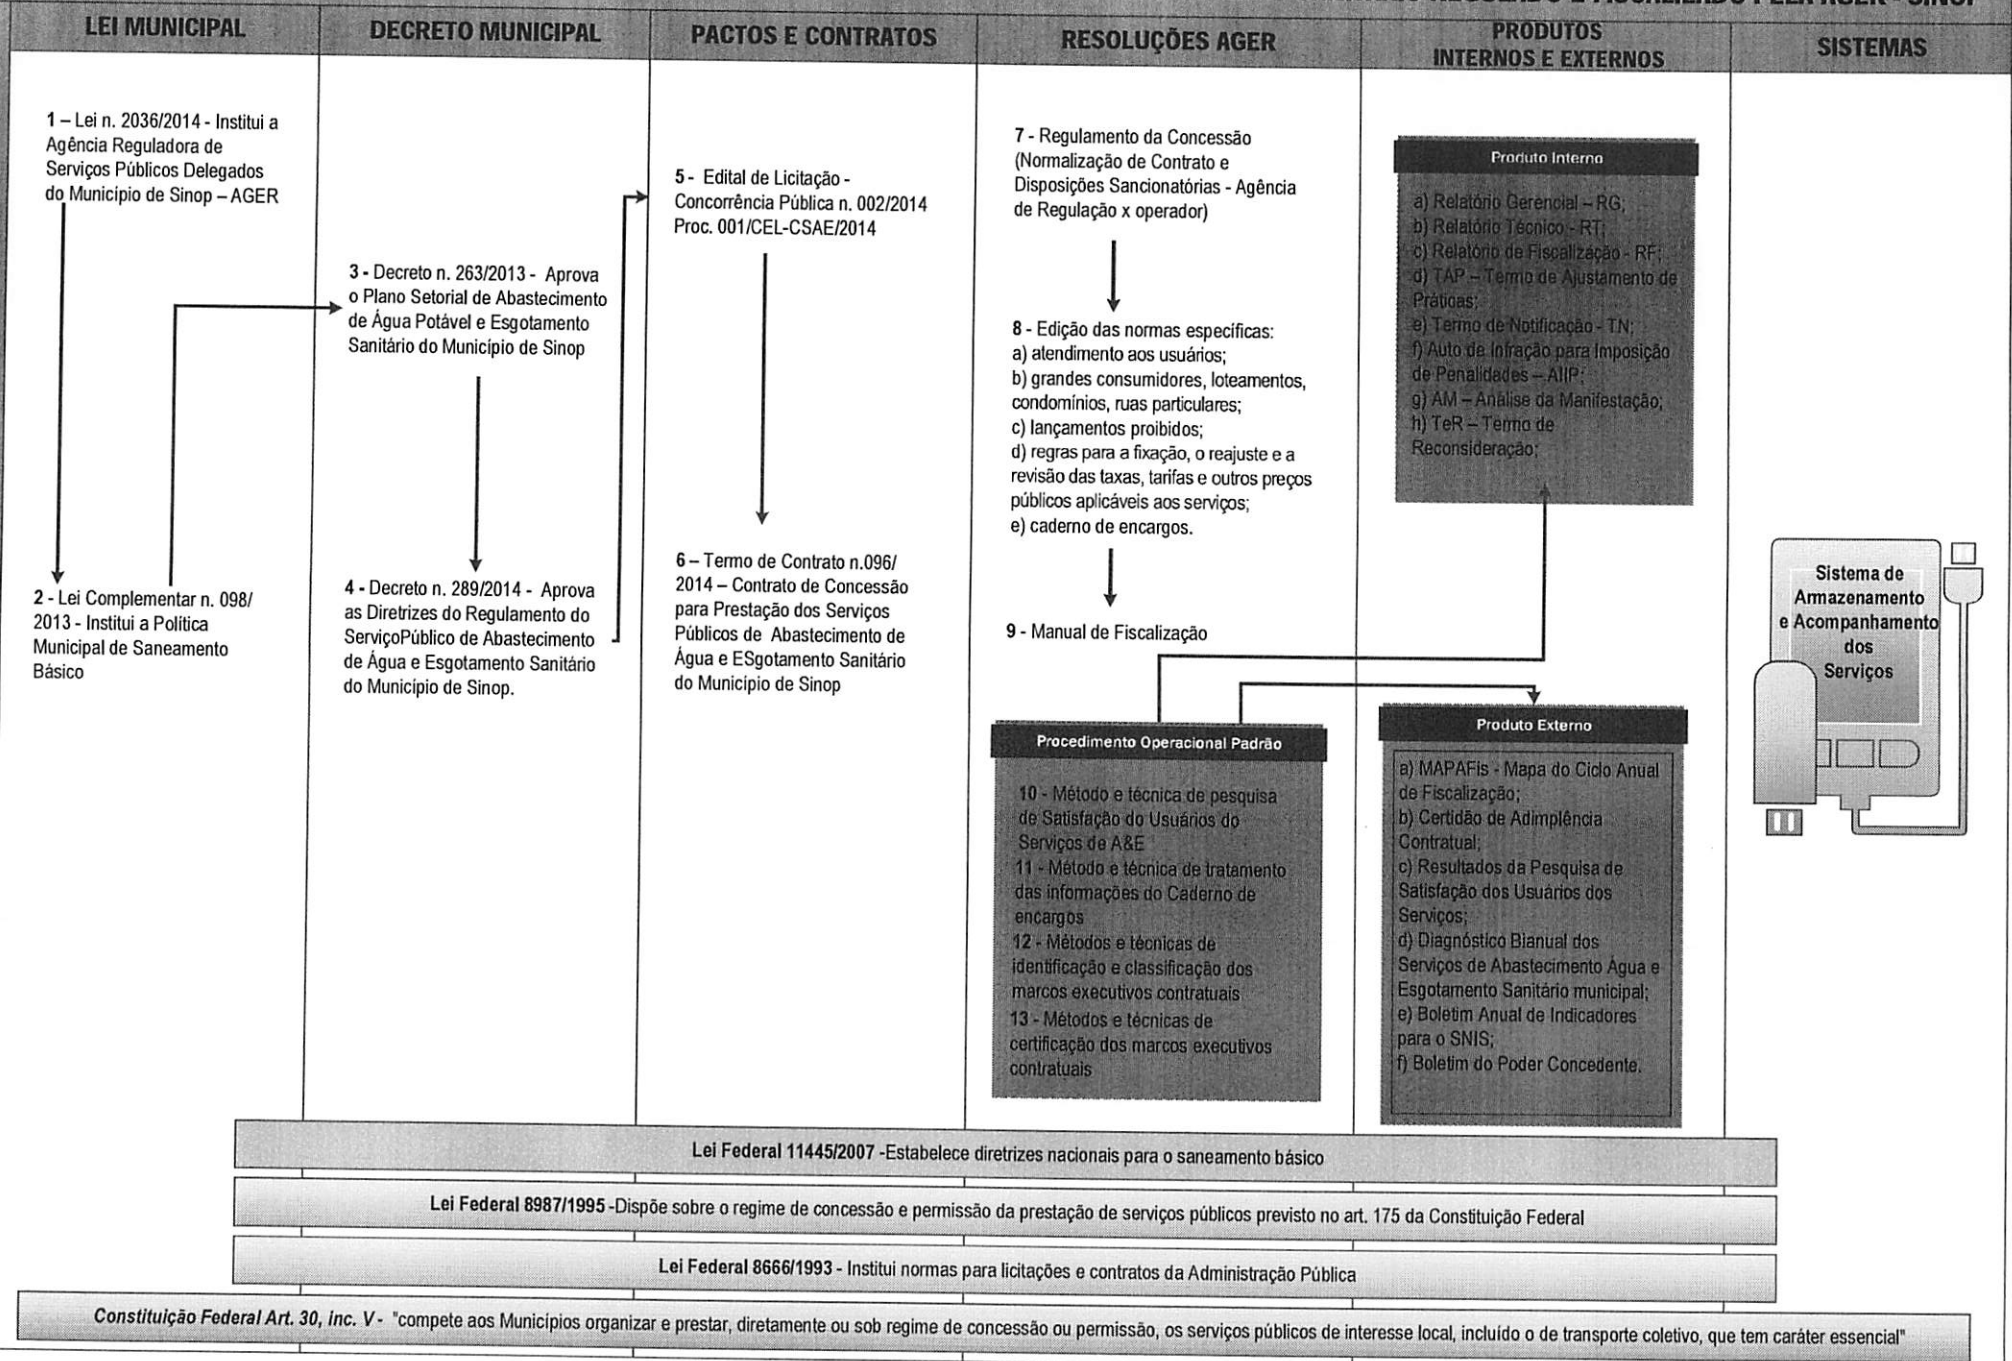 REGULADO E FISCALIZADO PELA AGER - SINOP
LEI MUNICIPAL
DECRETO MUNICIPAL
PACTOS E CONTRATOS
RESOLUÇÕES AGER
PRODUTOS
INTERNOS E EXTERNOS
SISTEMAS
1 – Lei n. 2036/2014 - Institui a
Agência Reguladora de
Serviços Públicos Delegados
do Município de Sinop – AGER
2 - Lei Complementar n. 098/
2013 - Institui a Política
Municipal de Saneamento
Básico
3 - Decreto n. 263/2013 - Aprova
o Plano Setorial de Abastecimento
de Água Potável e Esgotamento
Sanitário do Município de Sinop
4 - Decreto n. 289/2014 - Aprova
as Diretrizes do Regulamento do
ServiçoPúblico de Abastecimento
de Água e Esgotamento Sanitário
do Município de Sinop.
5 - Edital de Licitação -
Concorrência Pública n. 002/2014
Proc. 001/CEL-CSAE/2014
6 – Termo de Contrato n.096/
2014 – Contrato de Concessão
para Prestação dos Serviços
Públicos de Abastecimento de
Água e ESgotamento Sanitário
do Município de Sinop
7 - Regulamento da Concessão
(Normalização de Contrato e
Disposições Sancionatórias - Agência
de Regulação x operador)
8 - Edição das normas específicas:
a) atendimento aos usuários;
b) grandes consumidores, loteamentos,
condomínios, ruas particulares;
c) lançamentos proibidos;
d) regras para a fixação, o reajuste e a
revisão das taxas, tarifas e outros preços
públicos aplicáveis aos serviços;
e) caderno de encargos.
9 - Manual de Fiscalização
Procedimento Operacional Padrão
10 - Método e técnica de pesquisa
de Satisfação do Usuários do
Serviços de A&E
11 - Método e técnica de tratamento
das informações do Caderno de
encargos
12 - Métodos e técnicas de
identificação e classificação dos
marcos executivos contratuais
13 - Métodos e técnicas de
certificação dos marcos executivos
contratuais
Produto Interno
a) Relatório Gerencial – RG;
b) Relatório Técnico - RT;
c) Relatório de Fiscalização - RF;
d) TAP – Termo de Ajustamento de
Práticas;
e) Termo de Notificação - TN;
f) Auto de Infração para Imposição
de Penalidades – AIIP;
g) AM – Análise da Manifestação;
h) TeR – Termo de
Reconsideração;
Produto Externo
a) MAPAFis - Mapa do Ciclo Anual
de Fiscalização;
b) Certidão de Adimplência
Contratual;
c) Resultados da Pesquisa de
Satisfação dos Usuários dos
Serviços;
d) Diagnóstico Bianual dos
Serviços de Abastecimento Água e
Esgotamento Sanitário municipal;
e) Boletim Anual de Indicadores
para o SNIS;
f) Boletim do Poder Concedente.
Sistema de
Armazenamento
e Acompanhamento
dos
Serviços
Lei Federal 11445/2007 -Estabelece diretrizes nacionais para o saneamento básico
Lei Federal 8987/1995 -Dispõe sobre o regime de concessão e permissão da prestação de serviços públicos previsto no art. 175 da Constituição Federal
Lei Federal 8666/1993 - Institui normas para licitações e contratos da Administração Pública
Constituição Federal Art. 30, inc. V - "compete aos Municípios organizar e prestar, diretamente ou sob regime de concessão ou permissão, os serviços públicos de interesse local, incluído o de transporte coletivo, que tem caráter essencial"